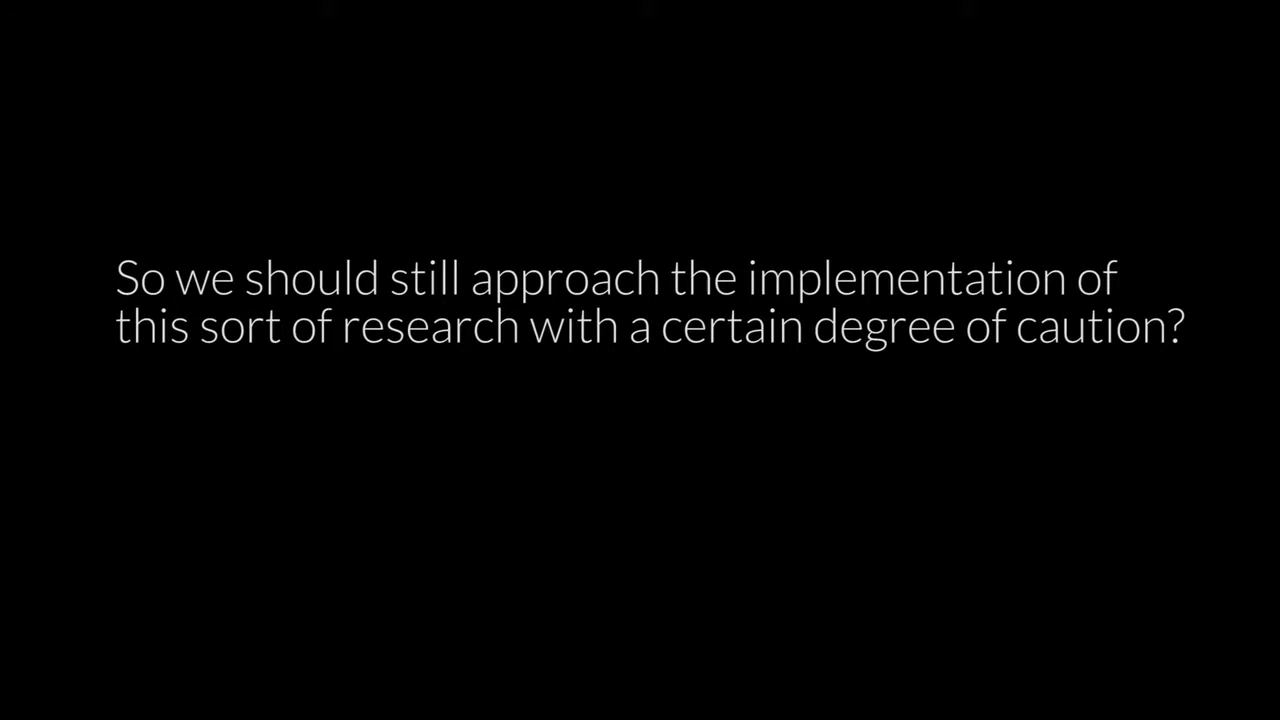 So we should still approach the implementation of
this sort of research with a certain degree of caution?